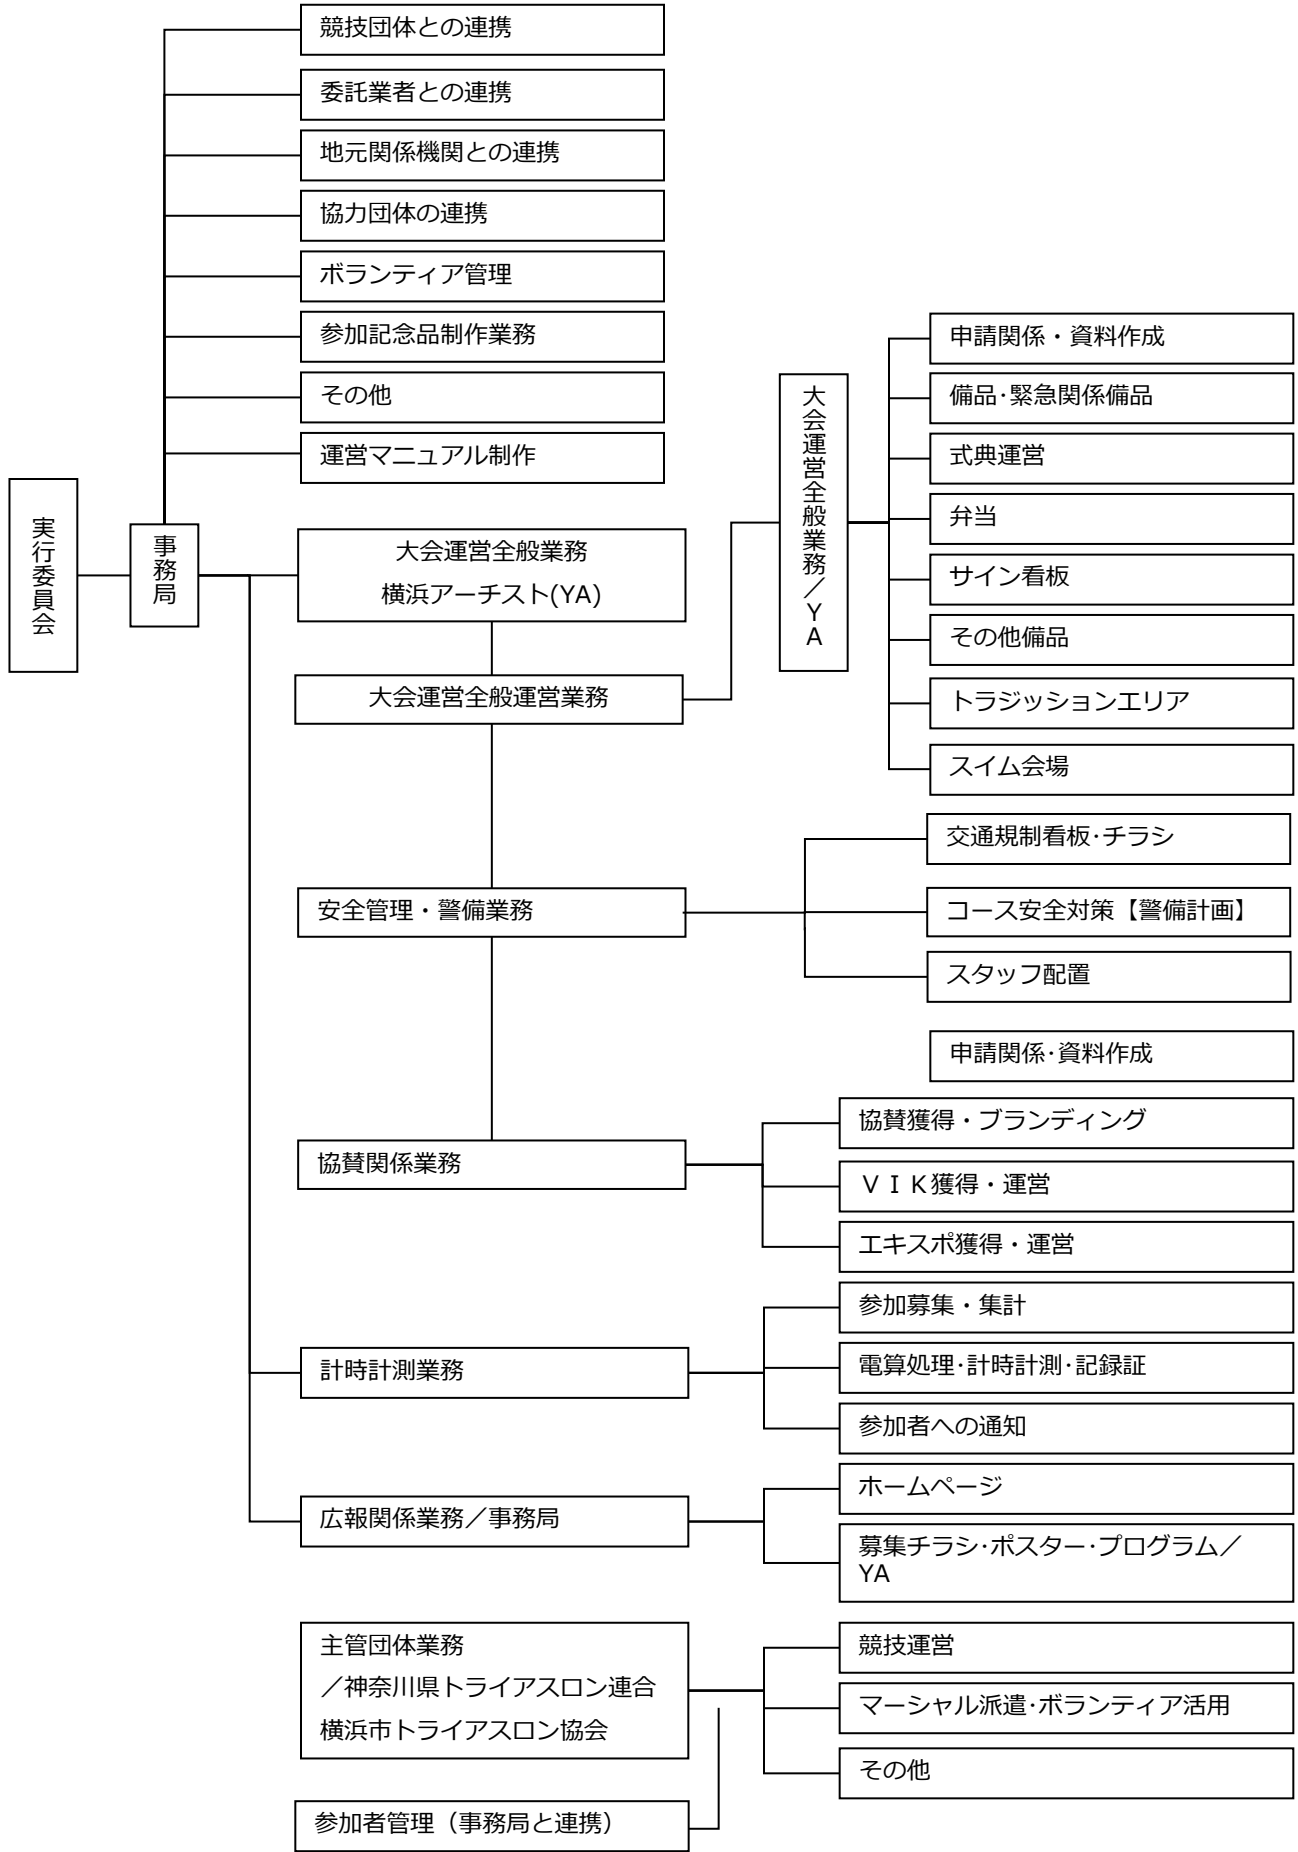 競技団体との連携
委託業者との連携
地元関係機関との連携
協力団体の連携
ボランティア管理
参加記念品制作業務
その他
運営マニュアル制作
実行委員会
事務局
大会運営全般業務
横浜アーチスト(YA)
大会運営全般運営業務
大会運営全般業務／YA
申請関係・資料作成
備品･緊急関係備品
式典運営
弁当
サイン看板
その他備品
トラジッションエリア
スイム会場
安全管理・警備業務
交通規制看板･チラシ
コース安全対策【警備計画】
スタッフ配置
申請関係･資料作成
協賛関係業務
協賛獲得・ブランディング
ＶＩＫ獲得・運営
エキスポ獲得・運営
計時計測業務
参加募集・集計
電算処理･計時計測･記録証
参加者への通知
広報関係業務／事務局
ホームページ
募集チラシ･ポスター･プログラム／
YA
主管団体業務
／神奈川県トライアスロン連合
横浜市トライアスロン協会
競技運営
マーシャル派遣･ボランティア活用
その他
参加者管理（事務局と連携）